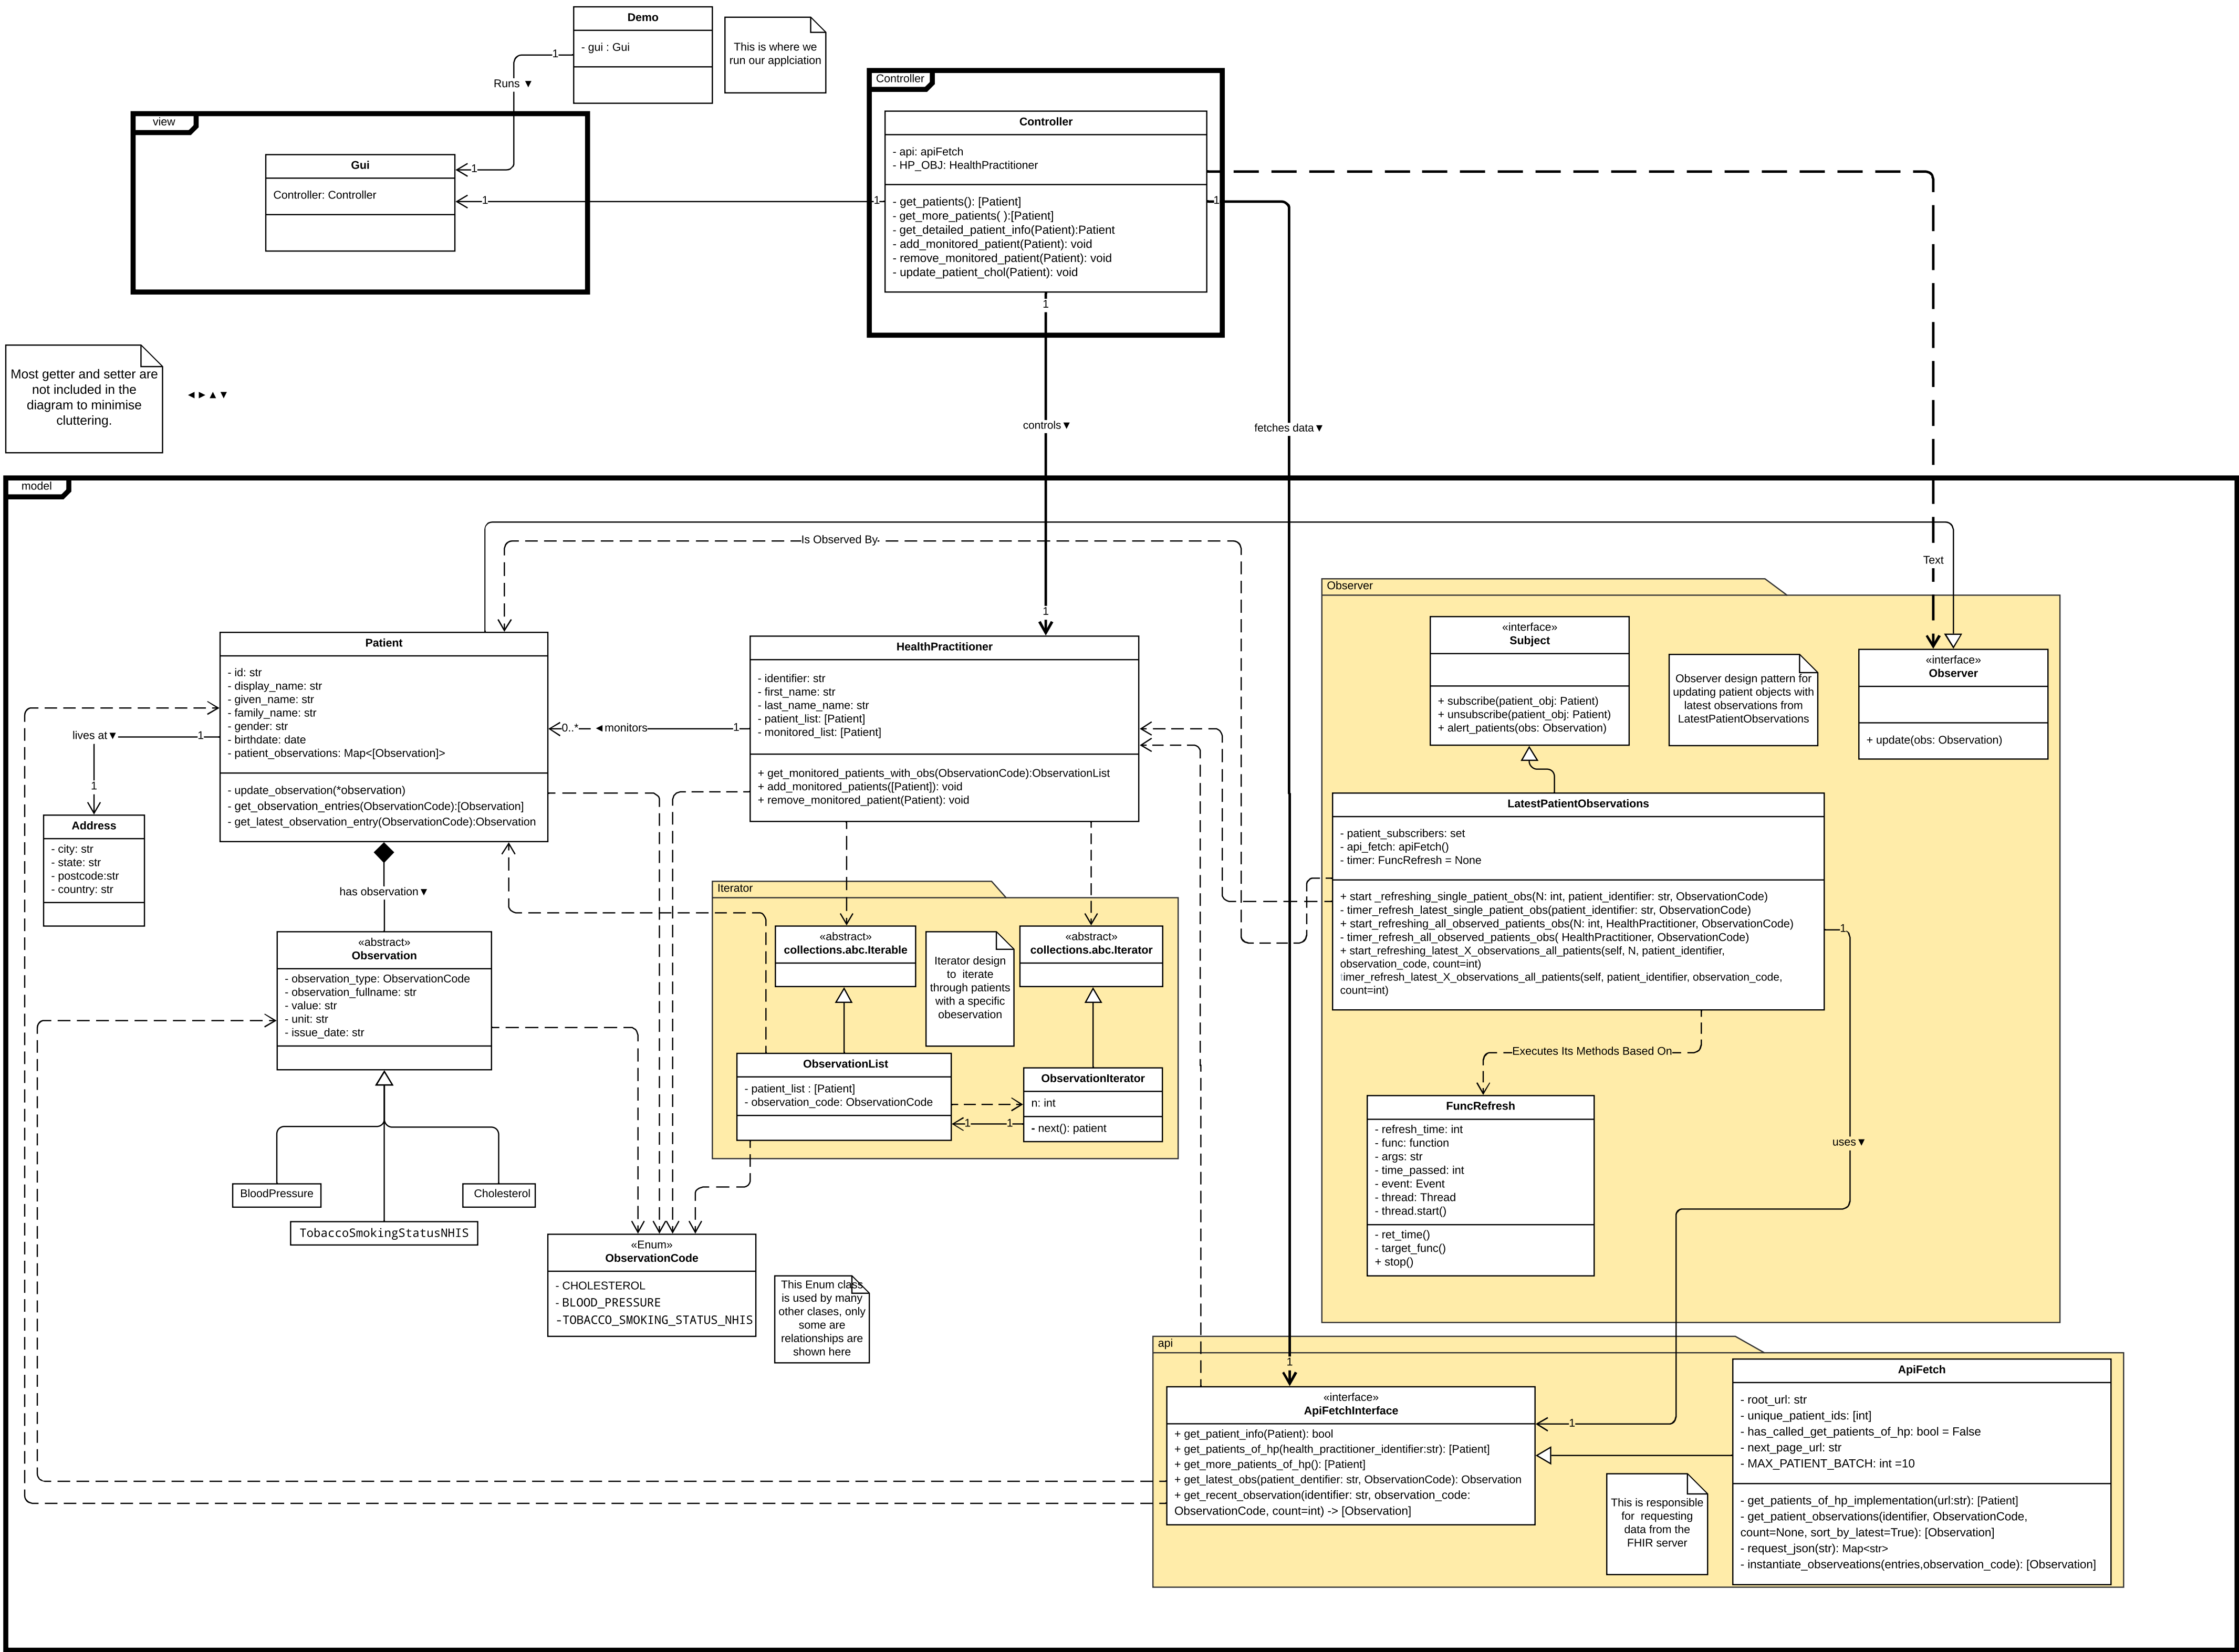 Demo
- gui : Gui
This is where we
run our applciation
1
Runs ▼
1
view
Gui
Controller: Controller
1
Controller
Controller
- api: apiFetch
- HP_OBJ: HealthPractitioner
- get_patients(): [Patient]
- get_more_patients( ):[Patient]
- get_detailed_patient_info(Patient):Patient
- add_monitored_patient(Patient): void
- remove_monitored_patient(Patient): void
- update_patient_chol(Patient): void
1
1
1
Most getter and setter are
not included in the
diagram to minimise
cluttering.
◄ ► ▲ ▼
controls▼
fetches data▼
model
Is Observed By
Text
1
Patient
- id: str
- display_name: str
- given_name: str
- family_name: str
- gender: str
- birthdate: date
- patient_observations: Map<[Observation]>
- update_observation(*observation)
- get_observation_entries(ObservationCode):[Observation]
- get_latest_observation_entry(ObservationCode):Observation
lives at▼
1
1
Address
- city: str
- state: str
- postcode:str
- country: str
0..*
◄monitors
1
HealthPractitioner
- identifier: str
- first_name: str
- last_name_name: str
- patient_list: [Patient]
- monitored_list: [Patient]
+ get_monitored_patients_with_obs(ObservationCode):ObservationList
+ add_monitored_patients([Patient]): void
+ remove_monitored_patient(Patient): void
has observation▼
«abstract»
Observation
- observation_type: ObservationCode
- observation_fullname: str
- value: str
- unit: str
- issue_date: str
BloodPressure
Cholesterol
TobaccoSmokingStatusNHIS
Iterator
«abstract»
collections.abc.Iterable
«abstract»
collections.abc.Iterator
Iterator design
to iterate
through patients
with a specific
obeservation
ObservationList
- patient_list : [Patient]
- observation_code: ObservationCode
ObservationIterator
n: int
- next(): patient
1
1
«Enum»
ObservationCode
- CHOLESTEROL
- BLOOD_PRESSURE
-TOBACCO_SMOKING_STATUS_NHIS
This Enum class
is used by many
other clases, only
some are
relationships are
shown here
Observer
«interface»
Subject
+ subscribe(patient_obj: Patient)
+ unsubscribe(patient_obj: Patient)
+ alert_patients(obs: Observation)
Observer design pattern for
updating patient objects with
latest observations from
LatestPatientObservations
«interface»
Observer
+ update(obs: Observation)
LatestPatientObservations
- patient_subscribers: set
- api_fetch: apiFetch()
- timer: FuncRefresh = None
+ start _refreshing_single_patient_obs(N: int, patient_identifier: str, ObservationCode)
- timer_refresh_latest_single_patient_obs(patient_identifier: str, ObservationCode)
+ start_refreshing_all_observed_patients_obs(N: int, HealthPractitioner, ObservationCode)
- timer_refresh_all_observed_patients_obs( HealthPractitioner, ObservationCode)
+ start_refreshing_latest_X_observations_all_patients(self, N, patient_identifier,
observation_code, count=int)
timer_refresh_latest_X_observations_all_patients(self, patient_identifier, observation_code,
count=int)
1
Executes Its Methods Based On
FuncRefresh
- refresh_time: int
- func: function
- args: str
- time_passed: int
- event: Event
- thread: Thread
- thread.start()
- ret_time()
- target_func()
+ stop()
uses▼
api
1
«interface»
ApiFetchInterface
+ get_patient_info(Patient): bool
+ get_patients_of_hp(health_practitioner_identifier:str): [Patient]
+ get_more_patients_of_hp(): [Patient]
+ get_latest_obs(patient_dentifier: str, ObservationCode): Observation
+ get_recent_observation(identifier: str, observation_code:
ObservationCode, count=int) -> [Observation]
1
This is responsible
for requesting
data from the
FHIR server
ApiFetch
- root_url: str
- unique_patient_ids: [int]
- has_called_get_patients_of_hp: bool = False
- next_page_url: str
- MAX_PATIENT_BATCH: int =10
- get_patients_of_hp_implementation(url:str): [Patient]
- get_patient_observations(identifier, ObservationCode,
count=None, sort_by_latest=True): [Observation]
- request_json(str): Map<str>
- instantiate_observeations(entries,observation_code): [Observation]